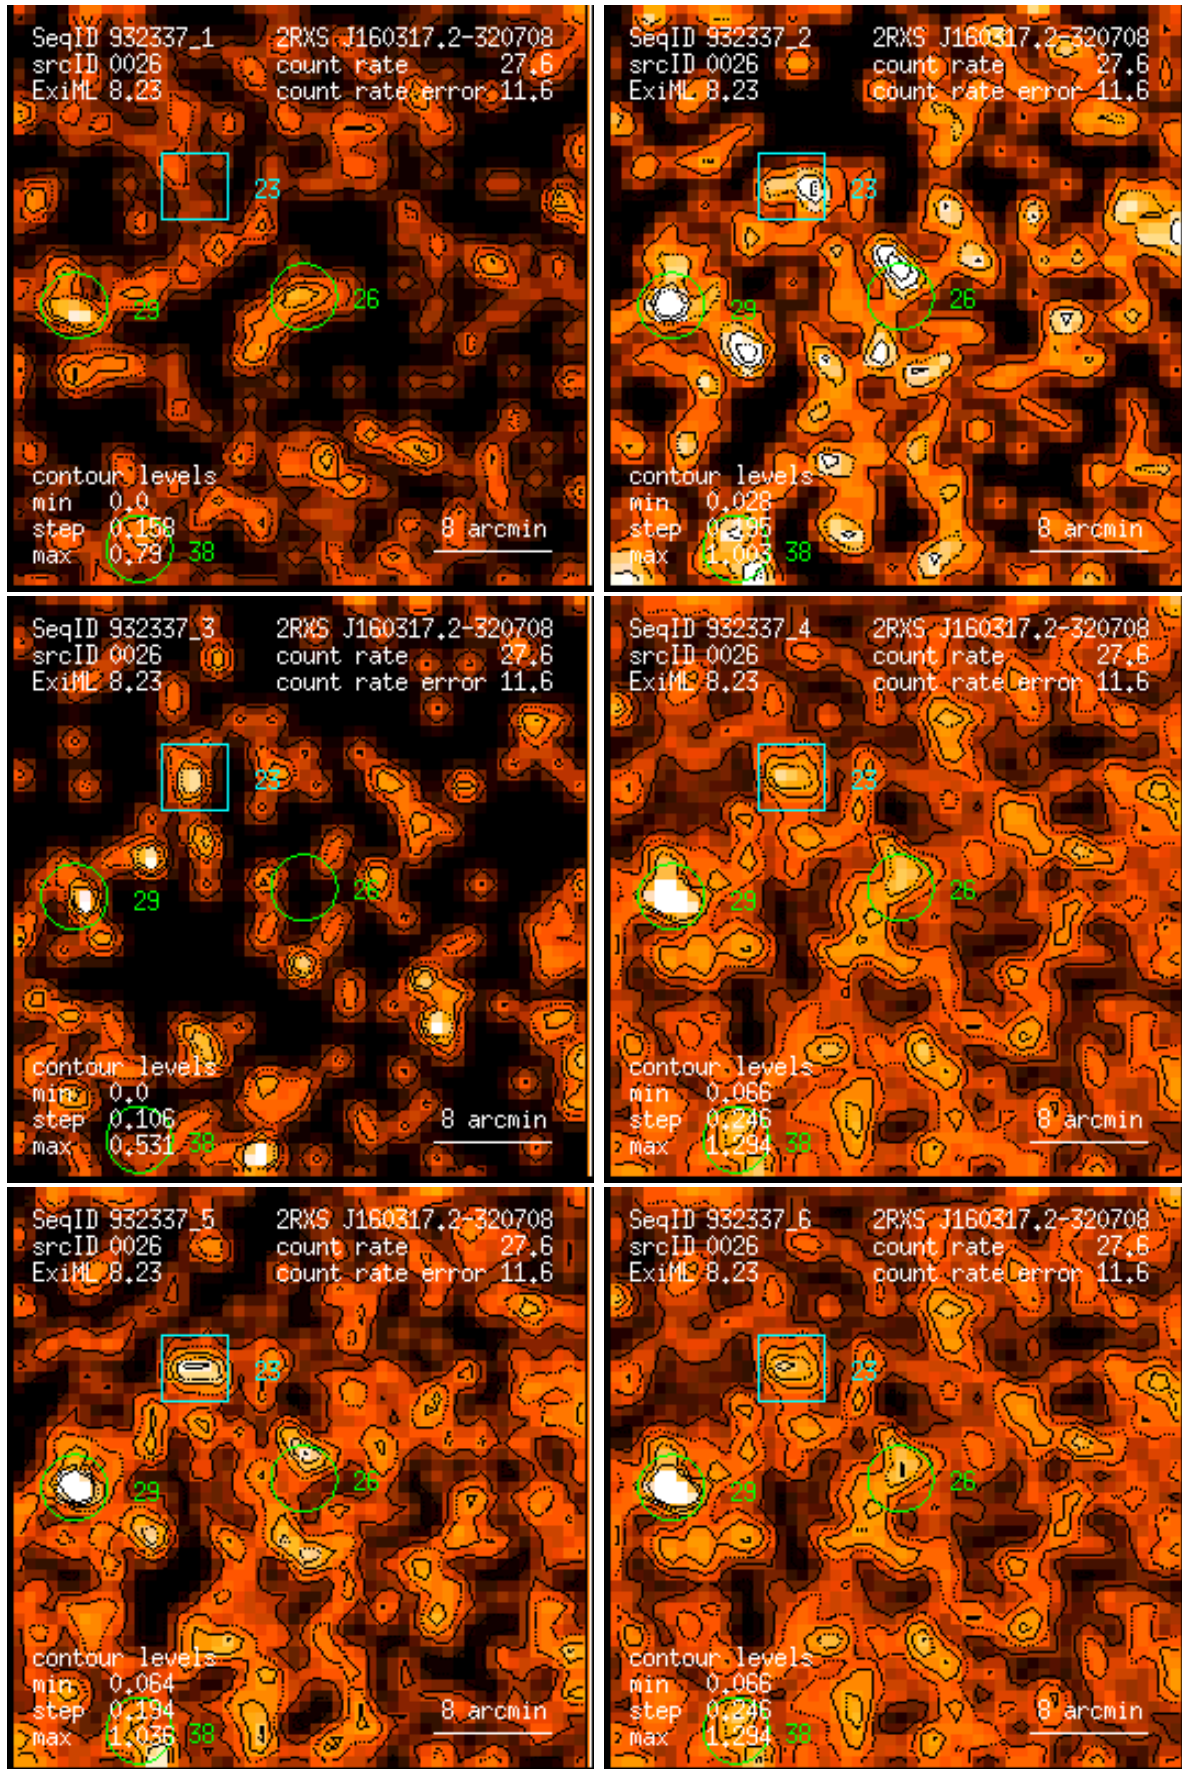 SeqID 932337_1 2RXS J160317.2-320708
srcID 0026 count rate 27.6
ExiML 8.23 count rate error 11.6
23
29
26
contour levels
min 0.0
step 0.158
max 0.79
38
8 arcmin
SeqID 932337_2 2RXS J160317.2-320708
srcID 0026 count rate 27.6
ExiML 8.23 count rate error 11.6
23
29
26
contour levels
min 0.028
step 0.195
max 1.003
38
8 arcmin
SeqID 932337_3 2RXS J160317.2-320708
srcID 0026 count rate 27.6
ExiML 8.23 count rate error 11.6
23
29
26
contour levels
min 0.0
step 0.106
max 0.531
38
8 arcmin
SeqID 932337_4 2RXS J160317.2-320708
srcID 0026 count rate 27.6
ExiML 8.23 count rate error 11.6
23
29
26
contour levels
min 0.066
step 0.246
max 1.294
38
8 arcmin
SeqID 932337_5 2RXS J160317.2-320708
srcID 0026 count rate 27.6
ExiML 8.23 count rate error 11.6
23
29
26
contour levels
min 0.064
step 0.194
max 1.036
38
8 arcmin
SeqID 932337_6 2RXS J160317.2-320708
srcID 0026 count rate 27.6
ExiML 8.23 count rate error 11.6
23
29
26
contour levels
min 0.066
step 0.246
max 1.294
38
8 arcmin